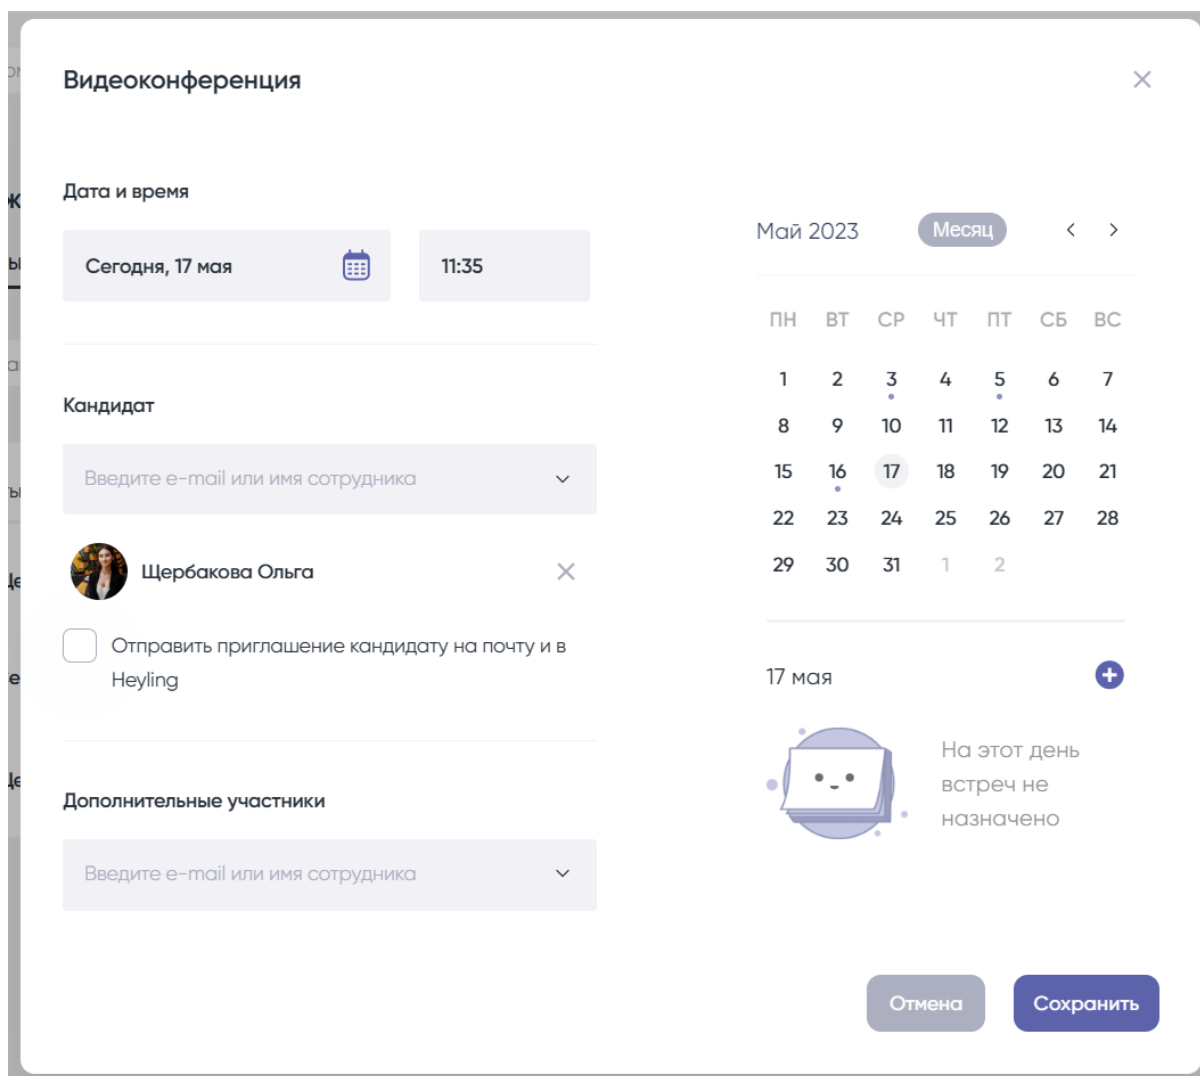 Видеоконференция
Дата и время
Сегодня, 17 мая
11:35
Кандидат
Введите e-mail или имя сотрудника
Щербакова Ольга
Отправить приглашение кандидату на почту и в
Heyling
Дополнительные участники
Введите e-mail или имя сотрудника
Май 2023 Месяц
ПН ВТ СР ЧТ ПТ СБ ВС
1 2 3 4 5 6 7
8 9 10 11 12 13 14
15 16 17 18 19 20 21
22 23 24 25 26 27 28
29 30 31 1 2
17 мая
На этот день
встреч не
назначено
Отмена Сохранить